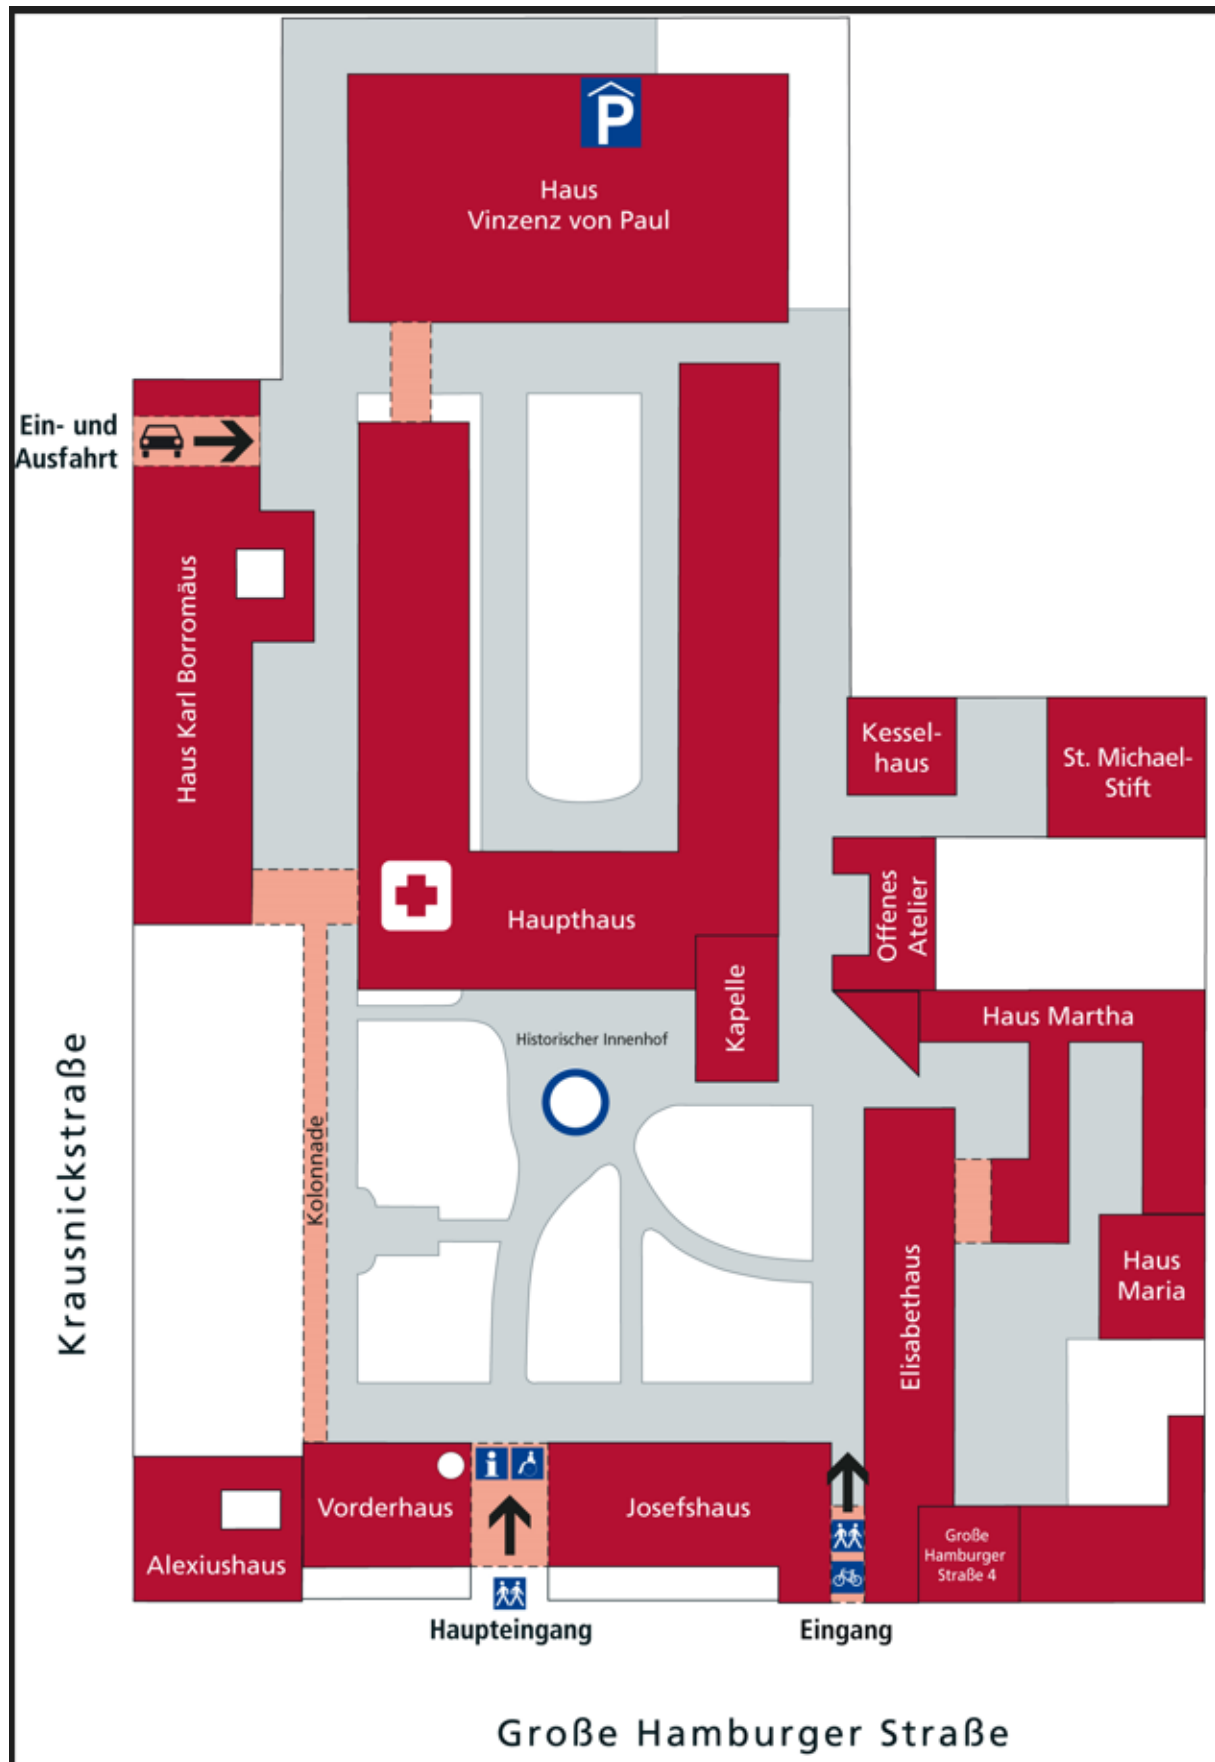 P
Haus
Vinzenz von Paul
Ein- und
Ausfahrt
Haus Karl Borromäus
Kessel-
haus
St. Michael-
Stift
Offenes
Atelier
Haupthaus
Kapelle
Haus Martha
Historischer Innenhof
Krausnickstraße
Kolonnade
Elisabethhaus
Haus
Maria
i
Vorderhaus
Josefshaus
Große
Hamburger
Straße 4
Alexiushaus
Haupteingang
Eingang
Große Hamburger Straße